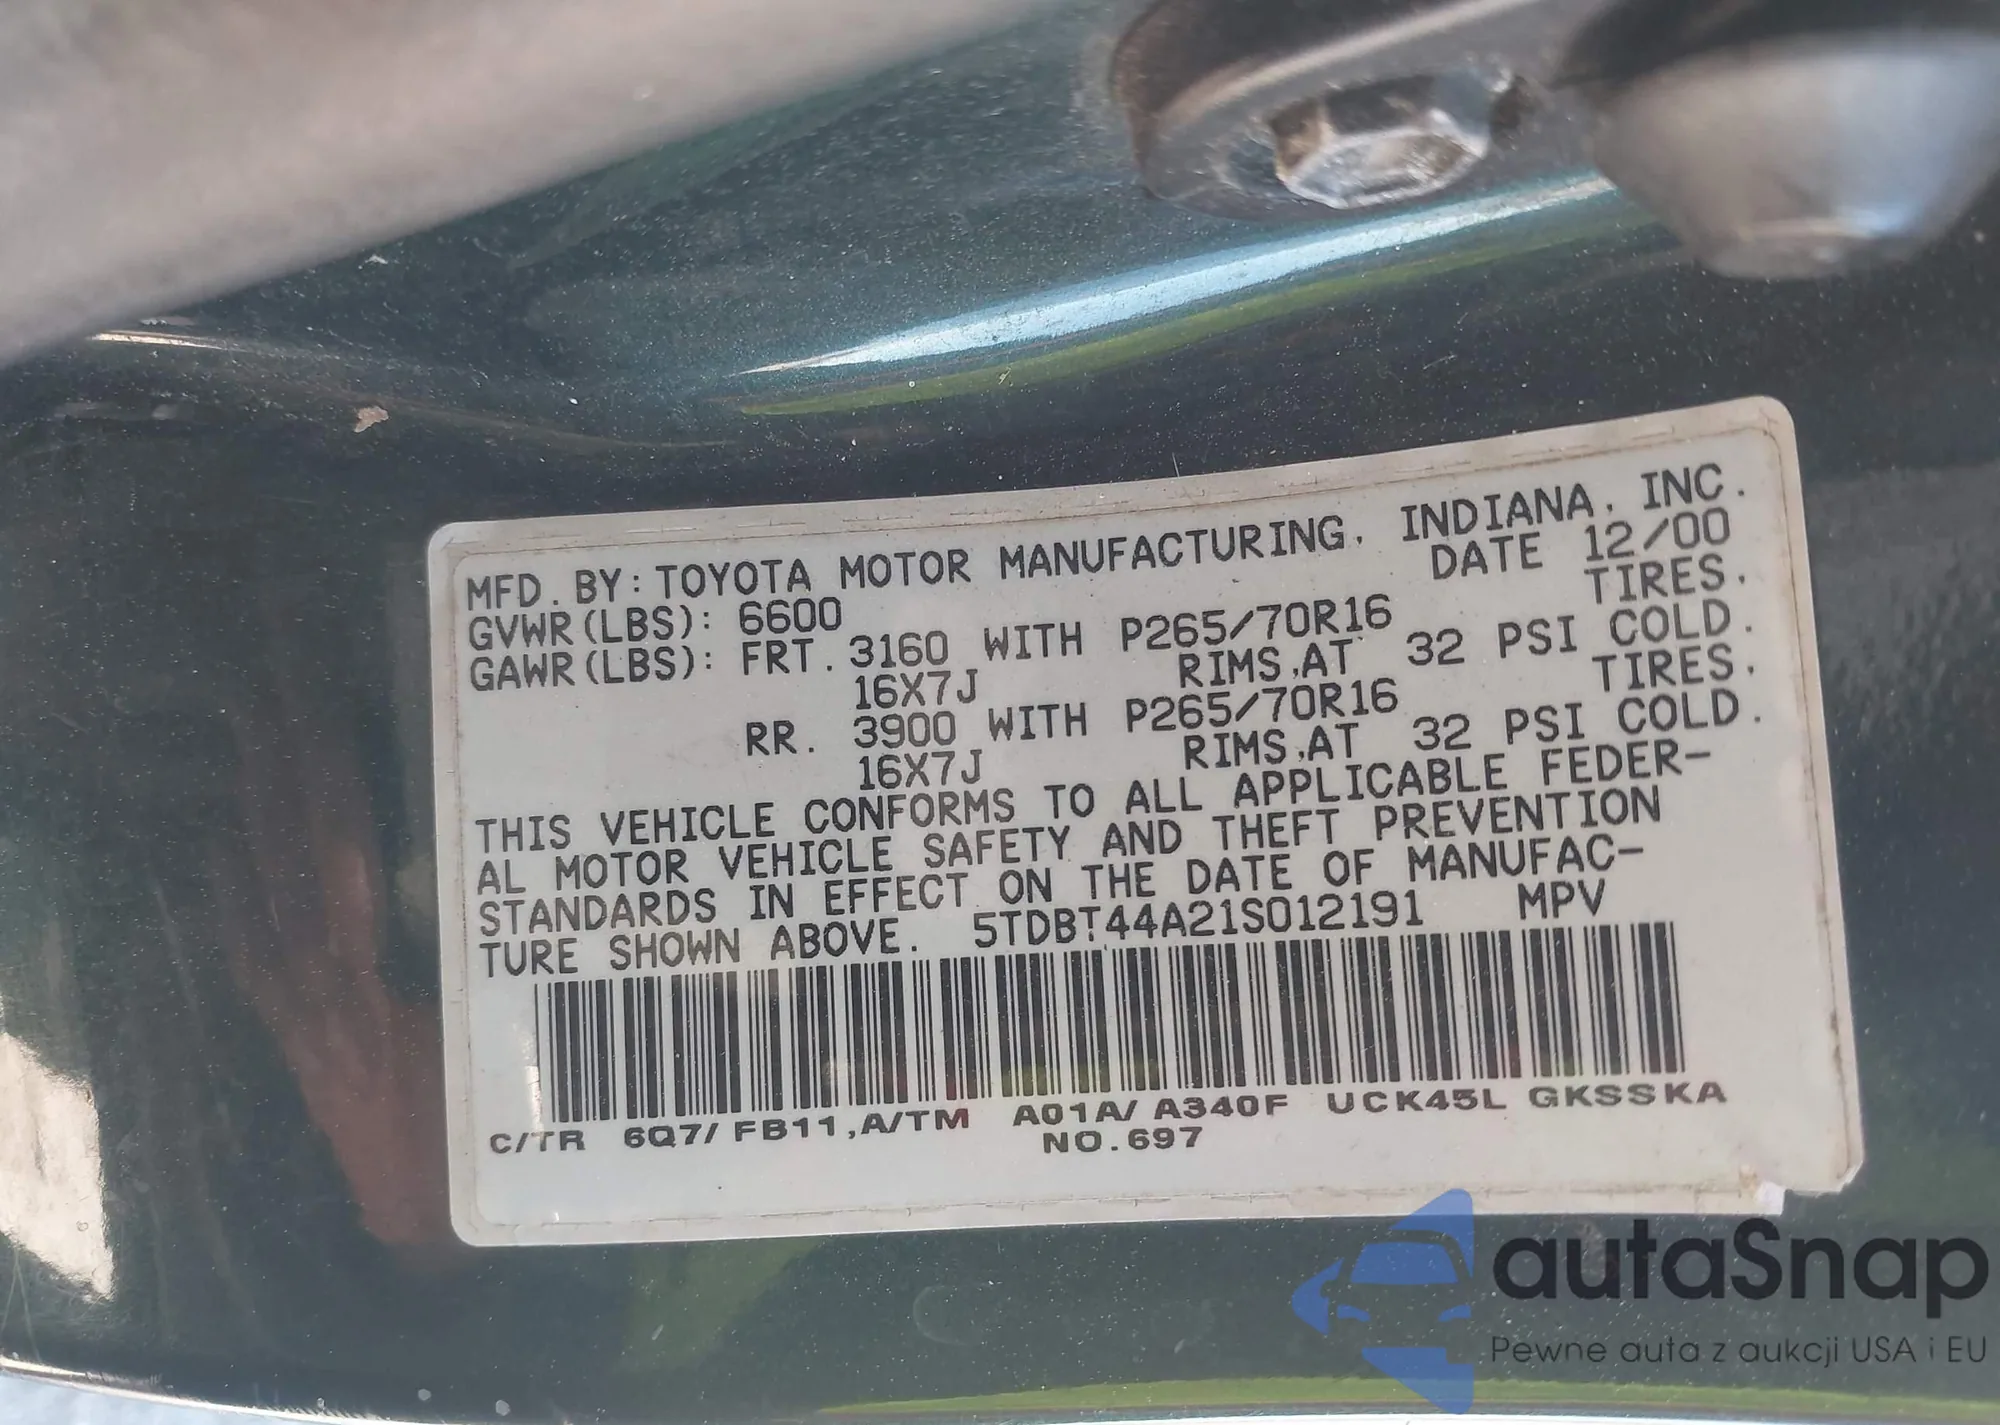 MFD. BY: TOYOTA MOTOR MANUFACTURING, INDIANA, INC.
GVWR(LBS): 6600 DATE 12/00
GAWR(LBS): FRT. 3160 WITH P265/70R16 TIRES.
16X7J RIMS,AT 32 PSI COLD.
RR. 3900 WITH P265/70R16 TIRES.
16X7J RIMS,AT 32 PSI COLD.
THIS VEHICLE CONFORMS TO ALL APPLICABLE FEDER-
AL MOTOR VEHICLE SAFETY AND THEFT PREVENTION
STANDARDS IN EFFECT ON THE DATE OF MANUFAC-
TURE SHOWN ABOVE. 5TDBT44A21S012191 MPV
C/TR 6Q7/ FB11,A/TM A01A/ A340F UCK45L GKSSKA
NO.697
autaSnap
Pewne auta z aukcji USA i EU